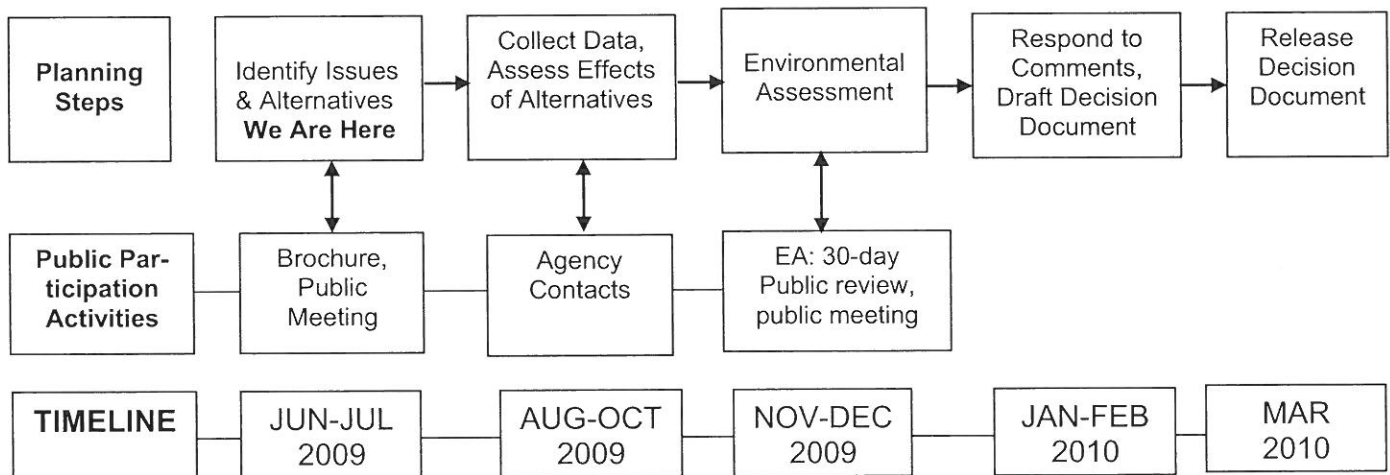 Planning
Steps
Identify Issues
& Alternatives
We Are Here
Collect Data,
Assess Effects
of Alternatives
Environmental
Assessment
Respond to
Comments,
Draft Decision
Document
Release
Decision
Document
Public Par-
ticipation
Activities
Brochure,
Public
Meeting
Agency
Contacts
EA: 30-day
Public review,
public meeting
TIMELINE
JUN-JUL
2009
AUG-OCT
2009
NOV-DEC
2009
JAN-FEB
2010
MAR
2010